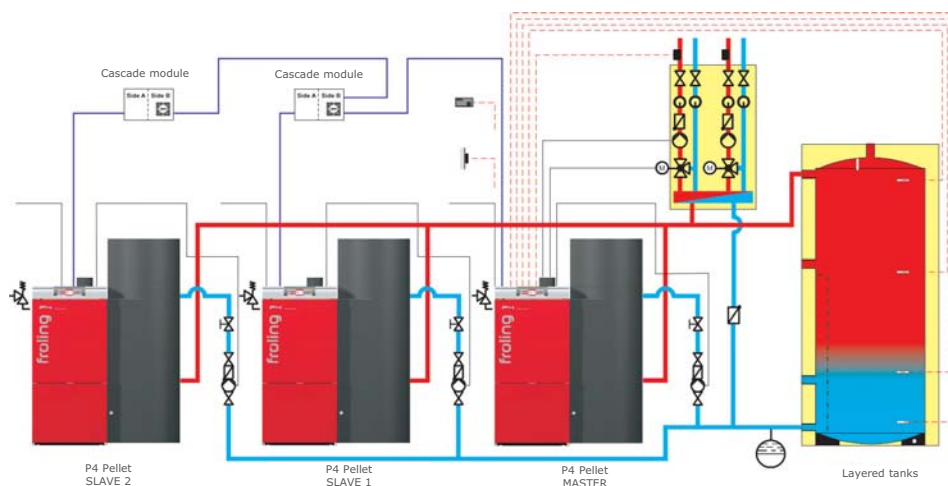 Cascade module
Cascade module
Side A Side B
Side A Side B
M
M
froling
froling
froling
P4 Pellet
SLAVE 2
P4 Pellet
SLAVE 1
P4 Pellet
MASTER
Layered tanks